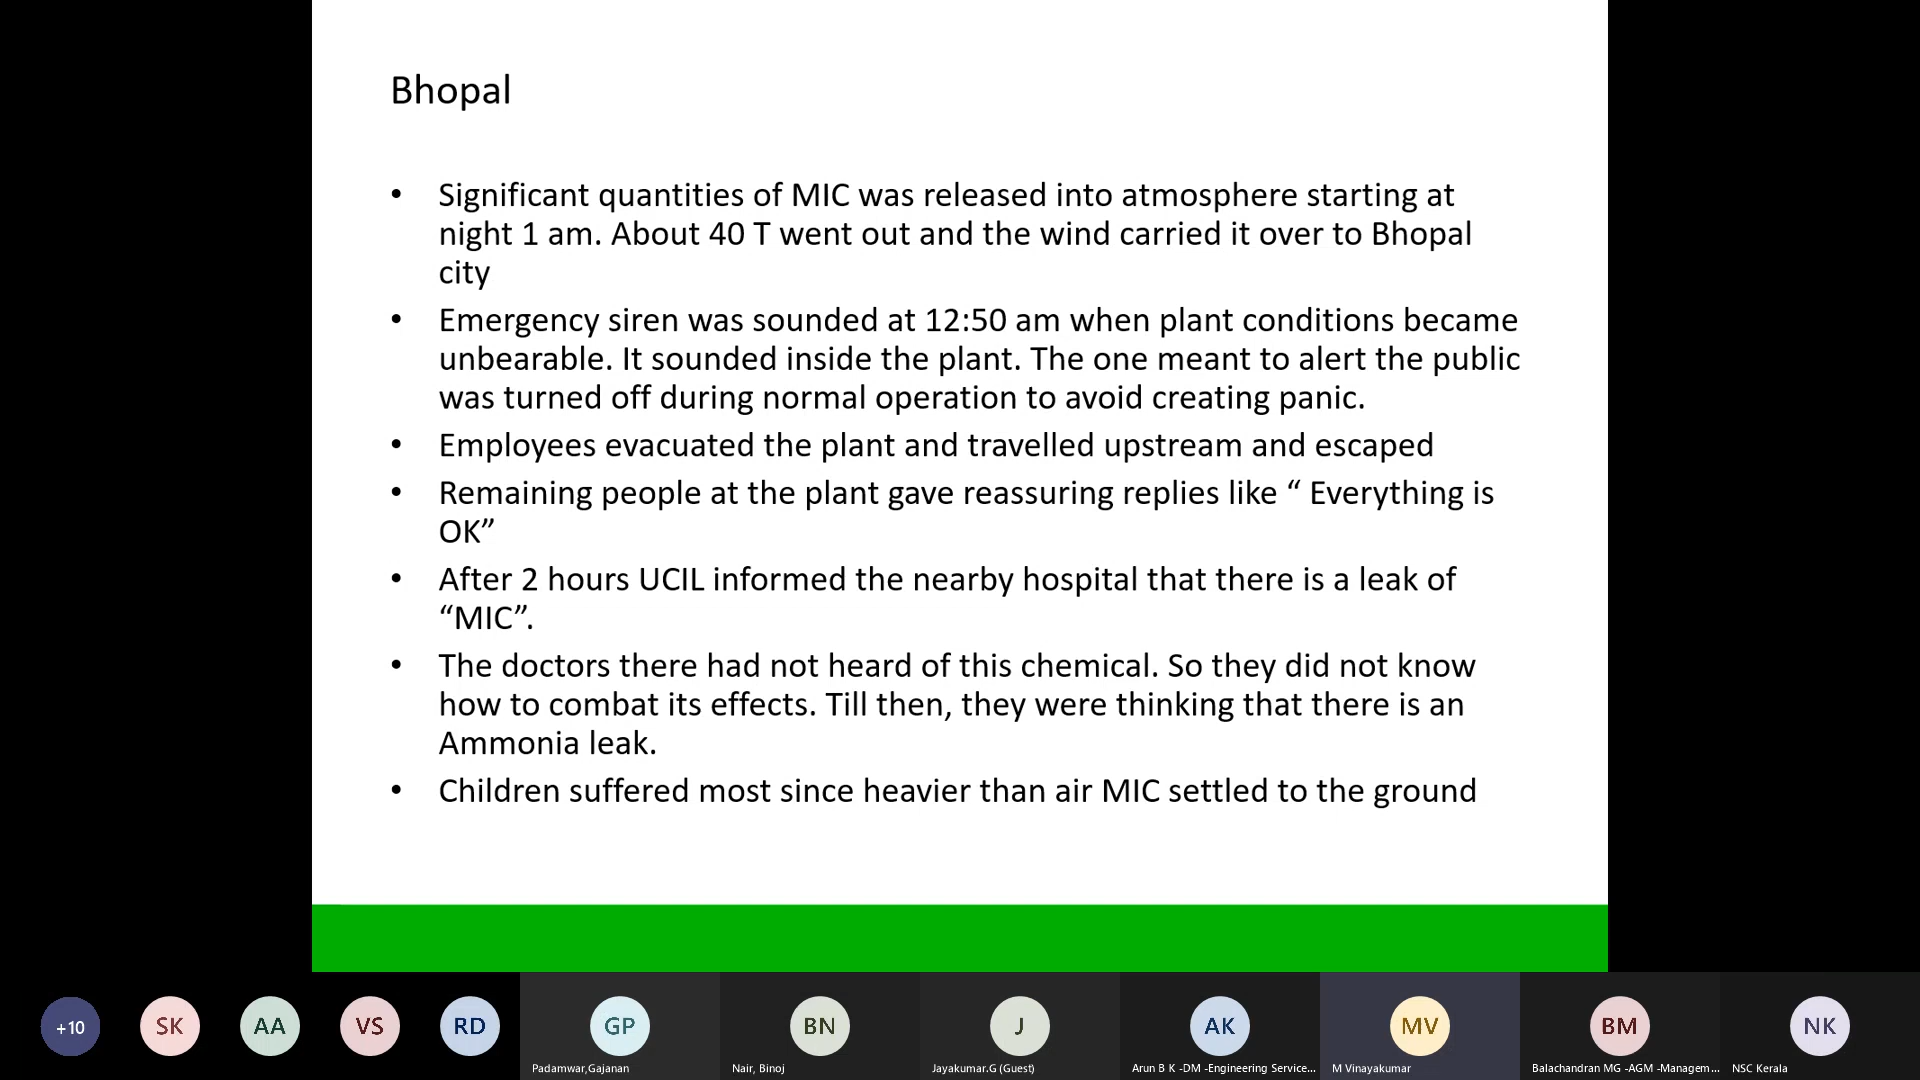 Bhopal
• Significant quantities of MIC was released into atmosphere starting at
night 1 am. About 40 T went out and the wind carried it over to Bhopal
city
• Emergency siren was sounded at 12:50 am when plant conditions became
unbearable. It sounded inside the plant. The one meant to alert the public
was turned off during normal operation to avoid creating panic.
• Employees evacuated the plant and travelled upstream and escaped
• Remaining people at the plant gave reassuring replies like “ Everything is
OK”
• After 2 hours UCIL informed the nearby hospital that there is a leak of
“MIC”.
• The doctors there had not heard of this chemical. So they did not know
how to combat its effects. Till then, they were thinking that there is an
Ammonia leak.
• Children suffered most since heavier than air MIC settled to the ground
+10 SK AA VS RD GP BN J AK MV BM NK
Padamwar,Gajanan Nair, Binoj Jayakumar.G (Guest) Arun B K -DM -Engineering Service... M Vinayakumar Balachandran MG -AGM -Managem... NSC Kerala